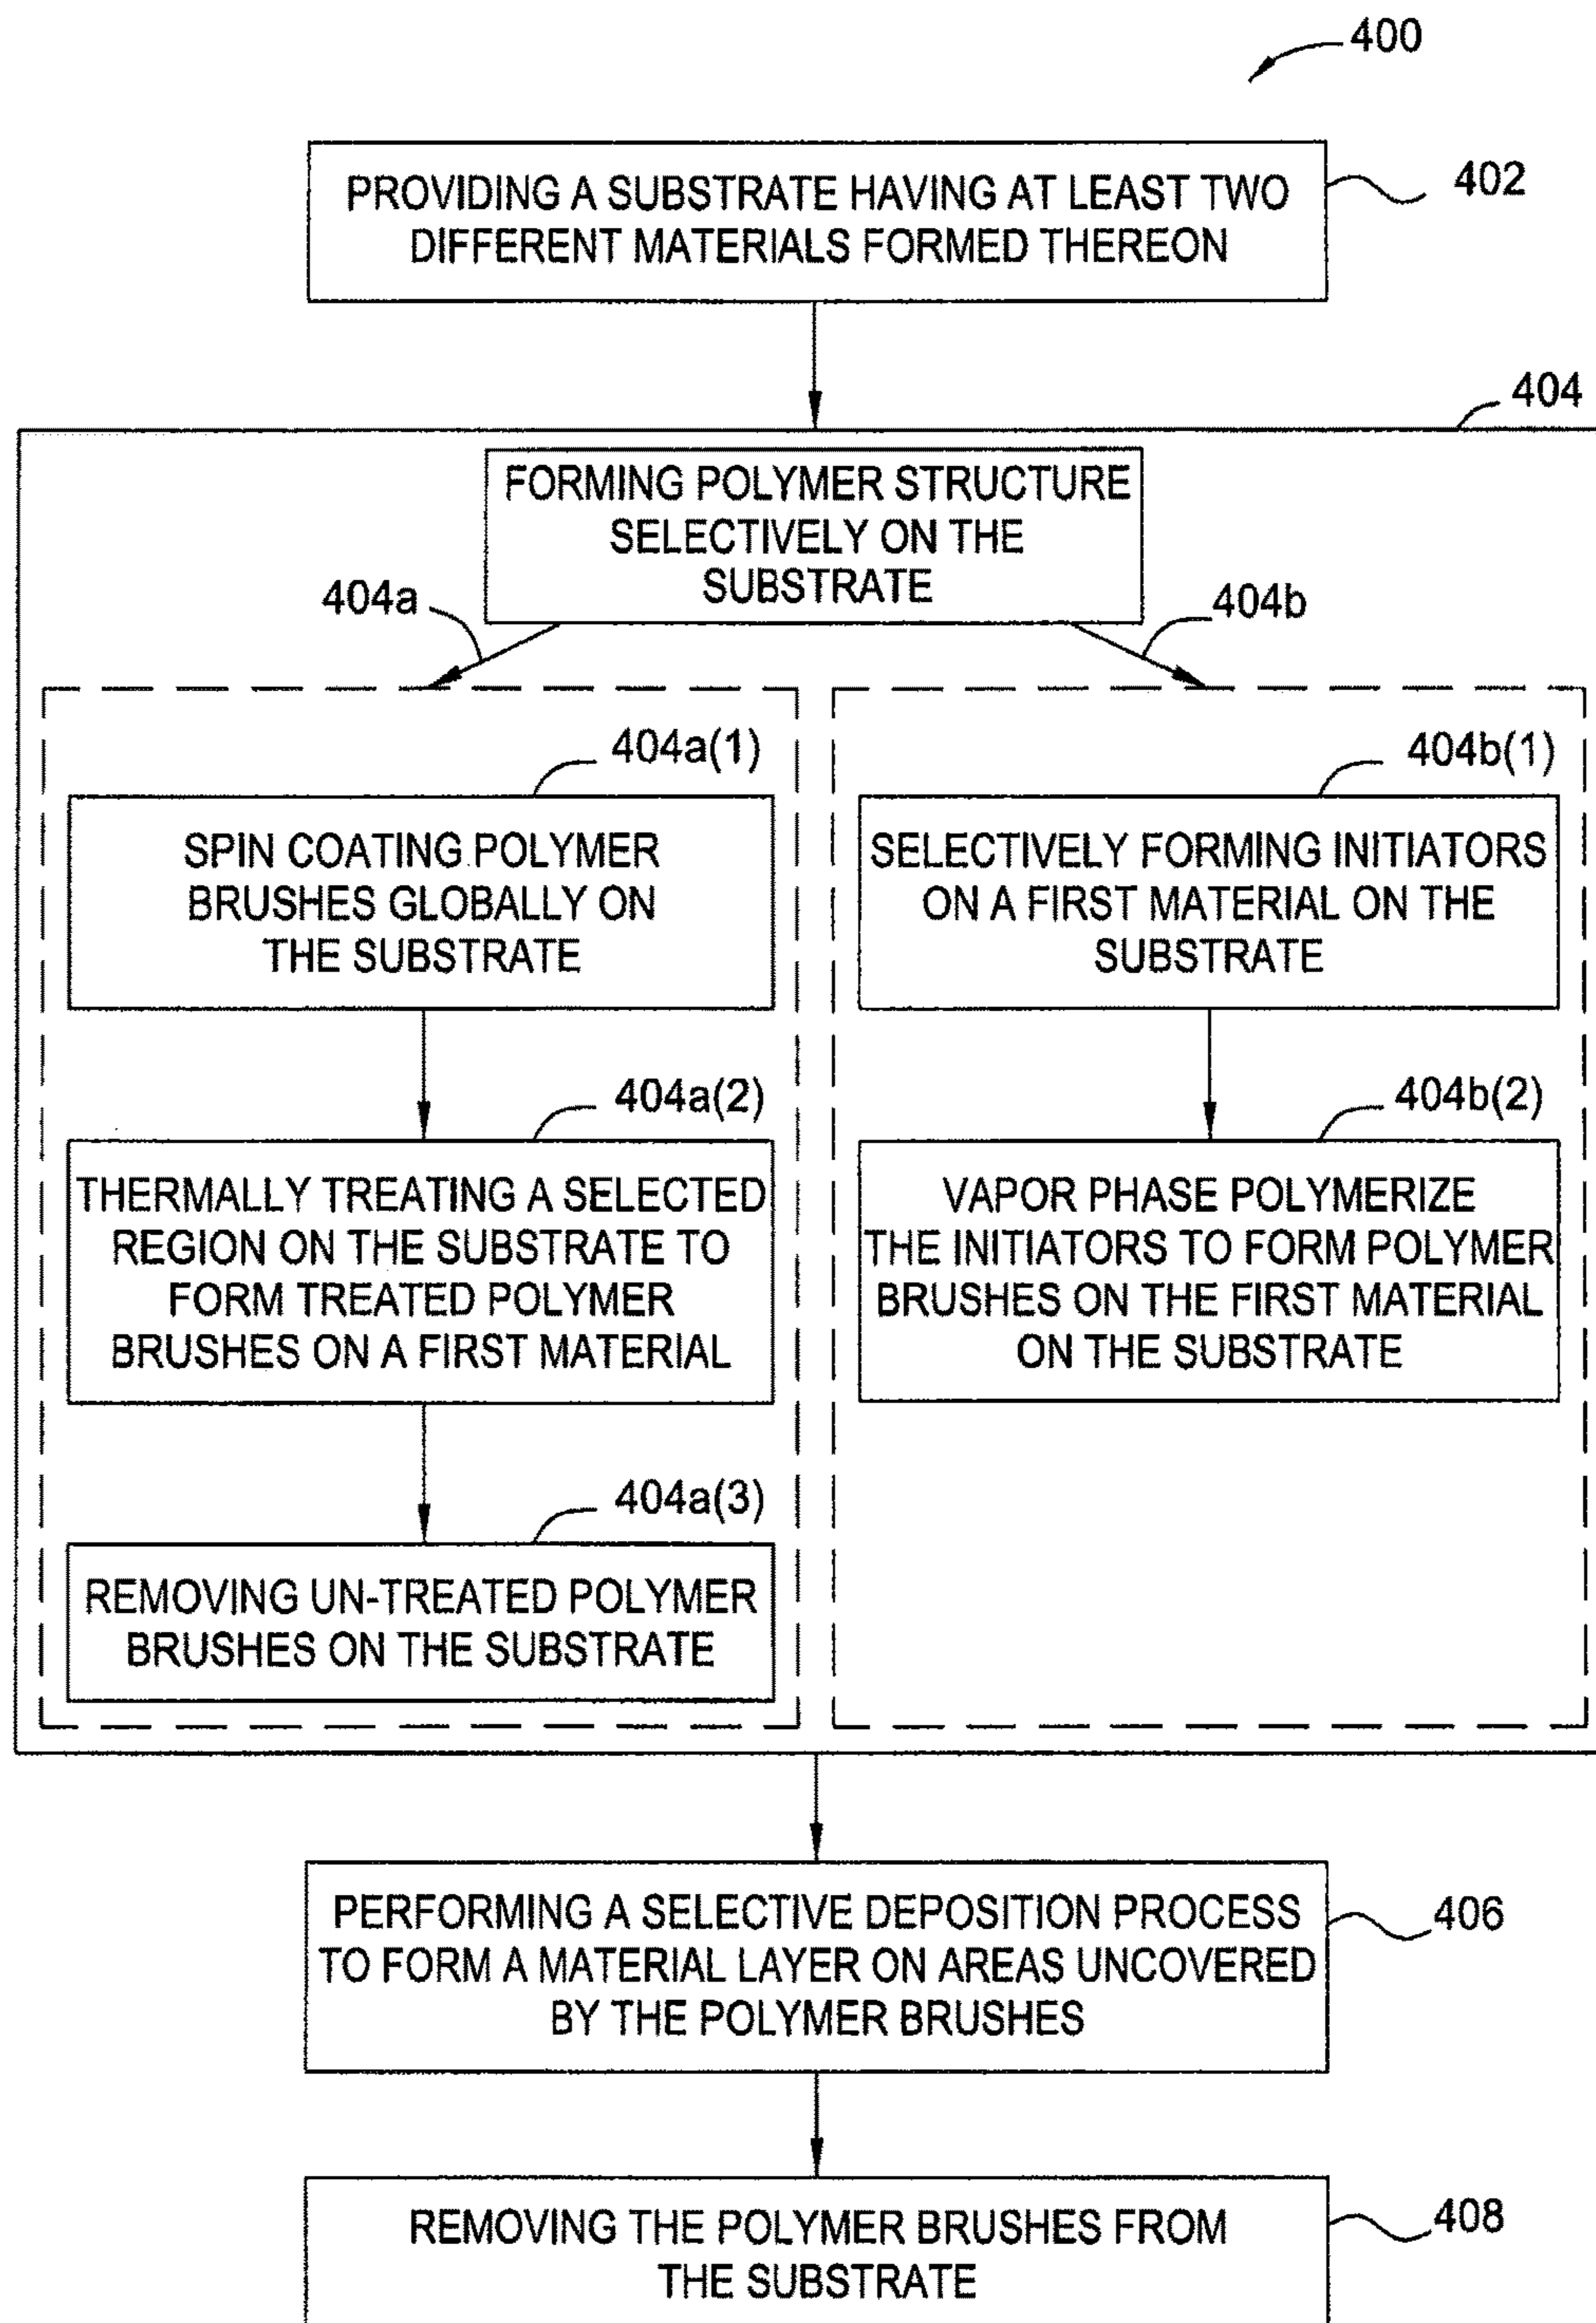 400
PROVIDING A SUBSTRATE HAVING AT LEAST TWO
DIFFERENT MATERIALS FORMED THEREON
402
404
FORMING POLYMER STRUCTURE
SELECTIVELY ON THE
SUBSTRATE
404a
404b
404a(1)
SPIN COATING POLYMER
BRUSHES GLOBALLY ON
THE SUBSTRATE
404a(2)
THERMALLY TREATING A SELECTED
REGION ON THE SUBSTRATE TO
FORM TREATED POLYMER
BRUSHES ON A FIRST MATERIAL
404a(3)
REMOVING UN-TREATED POLYMER
BRUSHES ON THE SUBSTRATE
404b(1)
SELECTIVELY FORMING INITIATORS
ON A FIRST MATERIAL ON THE
SUBSTRATE
404b(2)
VAPOR PHASE POLYMERIZE
THE INITIATORS TO FORM POLYMER
BRUSHES ON THE FIRST MATERIAL
ON THE SUBSTRATE
PERFORMING A SELECTIVE DEPOSITION PROCESS
TO FORM A MATERIAL LAYER ON AREAS UNCOVERED
BY THE POLYMER BRUSHES
406
REMOVING THE POLYMER BRUSHES FROM
THE SUBSTRATE
408